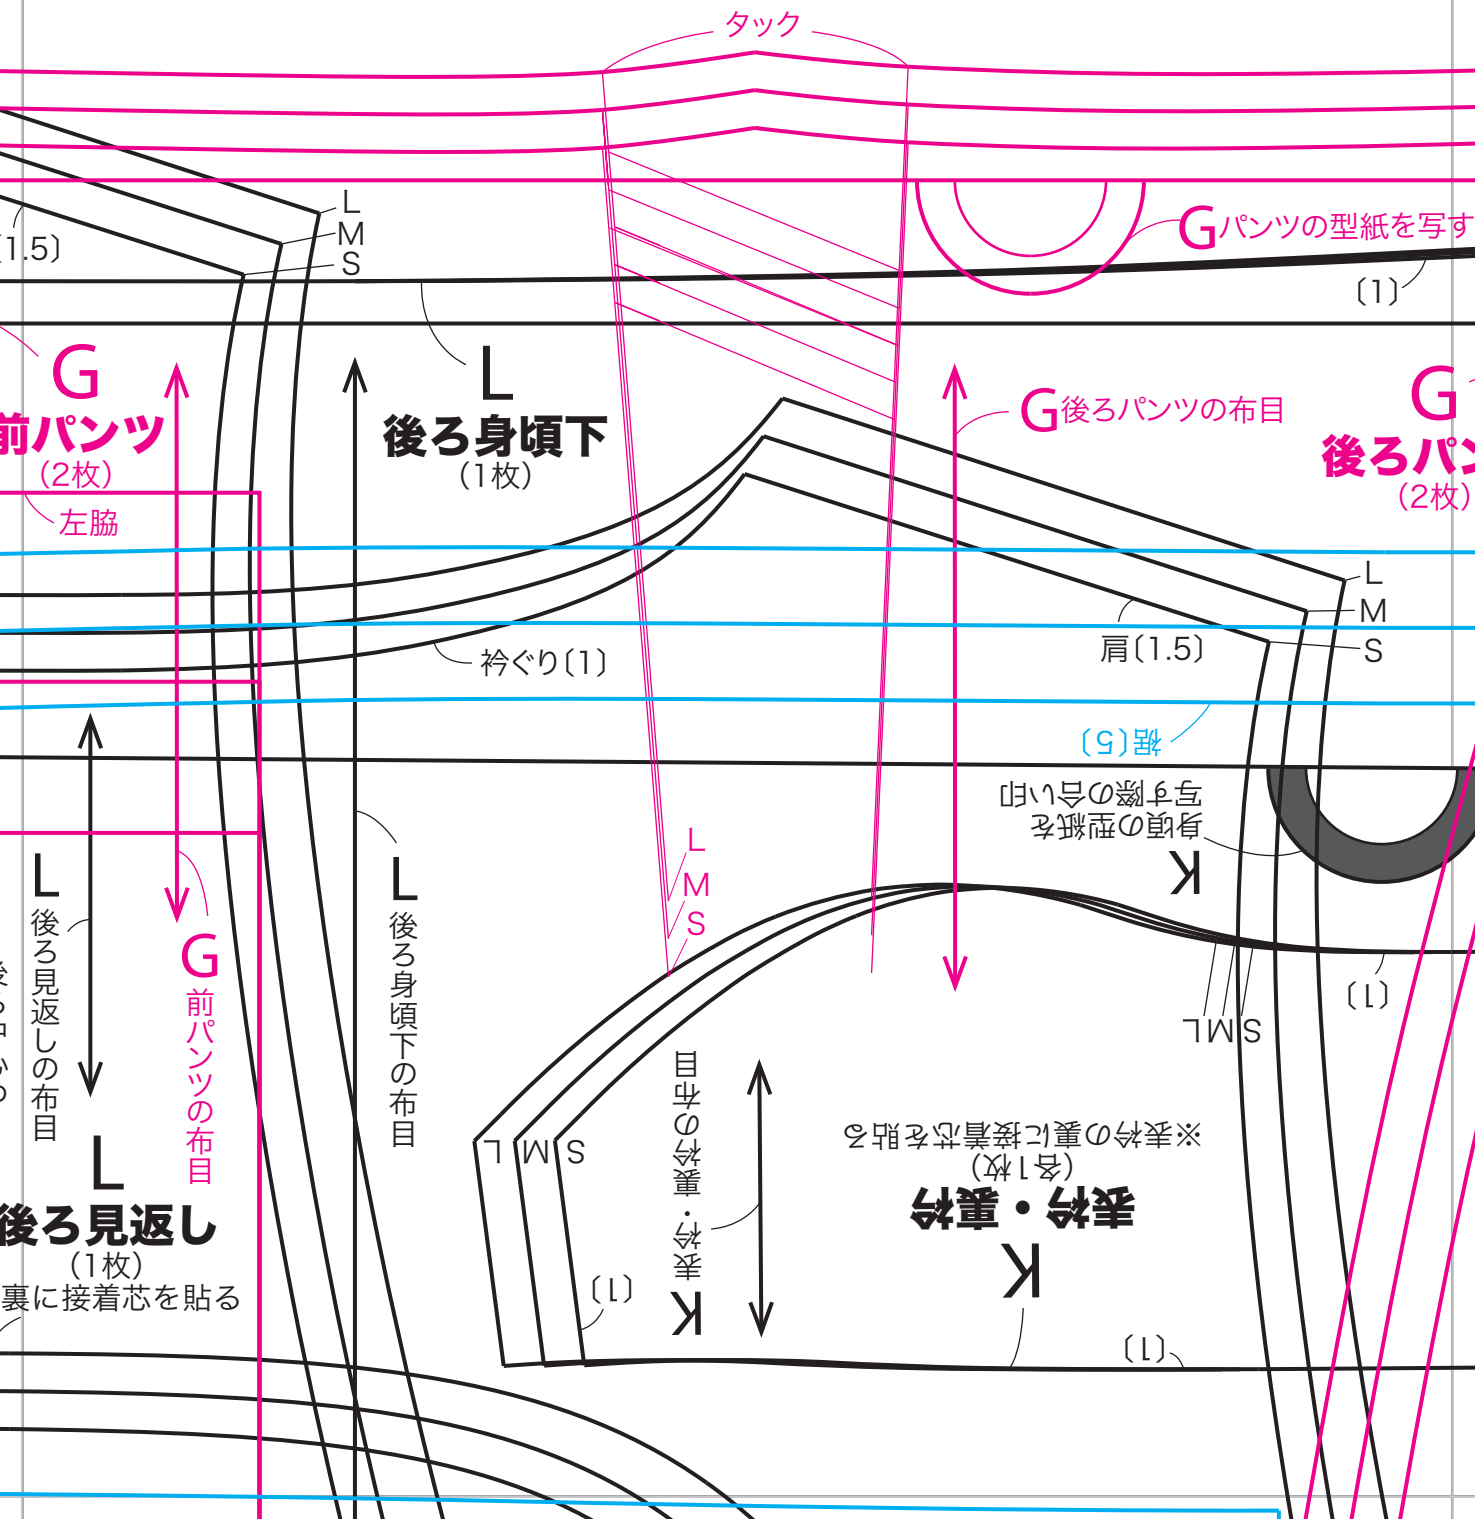 タック
L
M
S
〔1.5〕
Gパンツの型紙を写す
〔1〕
G
前パンツ
(2枚)
左脇
L
後ろ身頃下
(1枚)
G後ろパンツの布目
G
後ろパン
(2枚)
L
M
S
肩〔1.5〕
衿ぐり〔1〕
裾〔5〕
K
身頃の型紙を
写す際の合い印
L
M
S
L
後ろ見返しの布目
G
前パンツの布目
L
後ろ身頃下の布目
〔1〕
S M L
L
後ろ見返し
(1枚)
裏に接着芯を貼る
L M S
K 表衿・裏衿の布目
〔1〕
K
表衿・裏衿
(各1枚)
※表衿の裏に接着芯を貼る
〔1〕